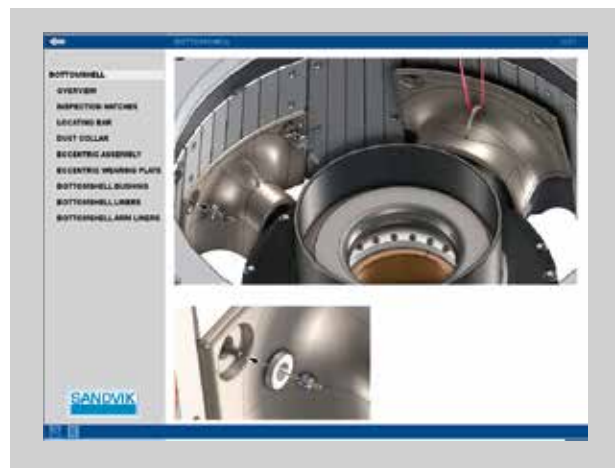 BOTTOMSHELL
BOTTOMSHELL
OVERVIEW
INSPECTION HATCHES
LOCATING BAR
DUST COLLAR
ECCENTRIC ASSEMBLY
ECCENTRIC WEARING PLATE
BOTTOMSHELL BUSHING
BOTTOMSHELL LINERS
BOTTOMSHELL ARM LINERS
SANDVIK